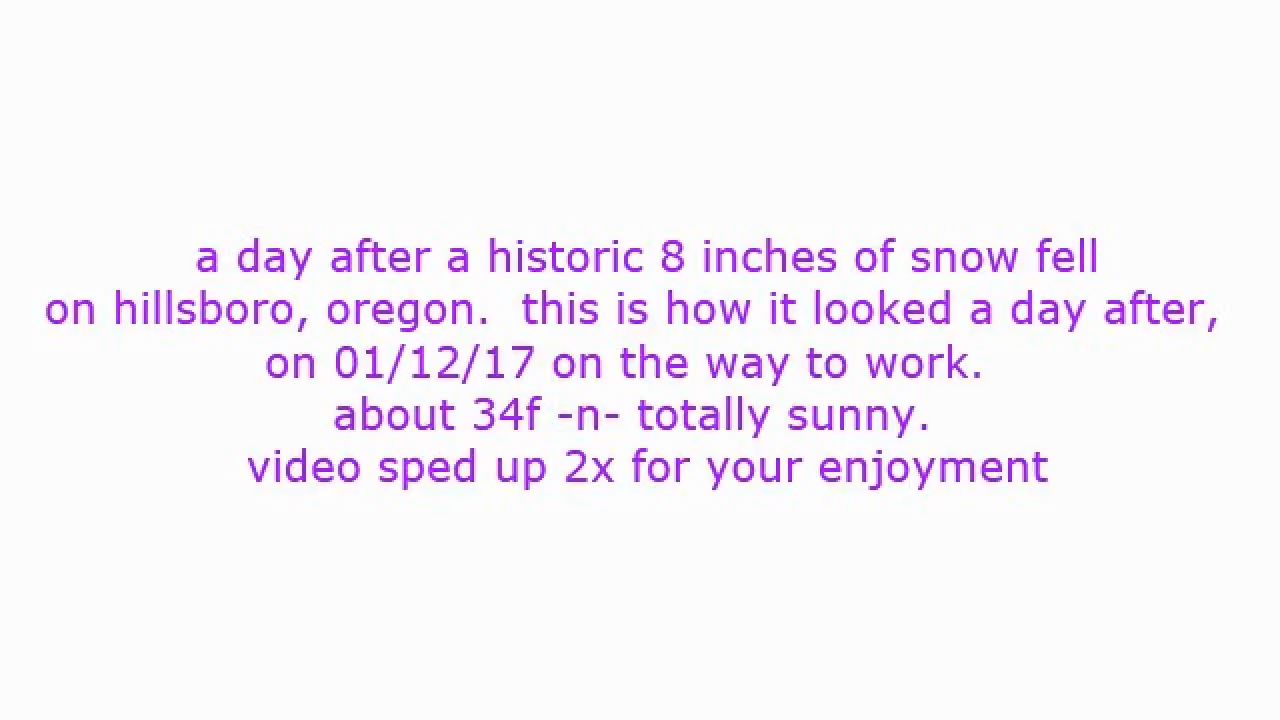 a day after a historic 8 inches of snow fell
on hillsboro, oregon.  this is how it looked a day after,
on 01/12/17 on the way to work.
about 34f -n- totally sunny.
video sped up 2x for your enjoyment